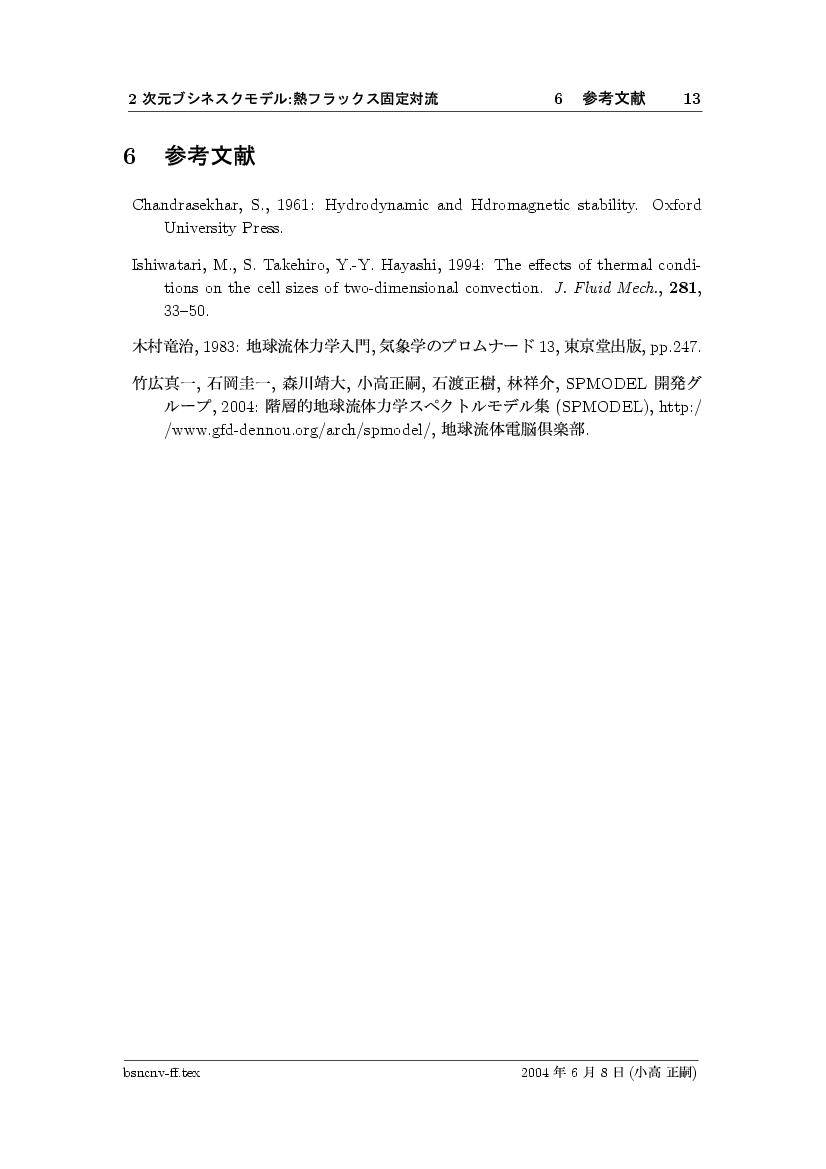 2 次元ブシネスクモデル:熱フラックス固定対流 6 参考文献 13
6 参考文献
Chandrasekhar, S., 1961: Hydrodynamic and Hdromagnetic stability. Oxford
University Press.
Ishiwatari, M., S. Takehiro, Y.-Y. Hayashi, 1994: The effects of thermal condi-
tions on the cell sizes of two-dimensional convection. J. Fluid Mech., 281,
33–50.
木村竜治, 1983: 地球流体力学入門, 気象学のプロムナード 13, 東京堂出版, pp.247.
竹広真一, 石岡圭一, 森川靖大, 小高正嗣, 石渡正樹, 林祥介, SPMODEL 開発グ
ループ, 2004: 階層的地球流体力学スペクトルモデル集 (SPMODEL), http:/
/www.gfd-dennou.org/arch/spmodel/, 地球流体電脳倶楽部.
bsncnv-ff.tex 2004 年 6 月 8 日 (小高 正嗣)